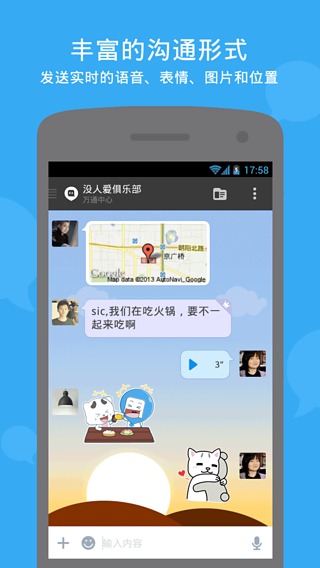 丰富的沟通形式
发送实时的语音、表情、图片和位置
17:58
没人爱俱乐部
万通中心
朝阳北路
京广桥
Google
Map data ©2013 AutoNavi, Google
sic,我们在吃火锅，要不一
起来吃啊
3"
输入内容